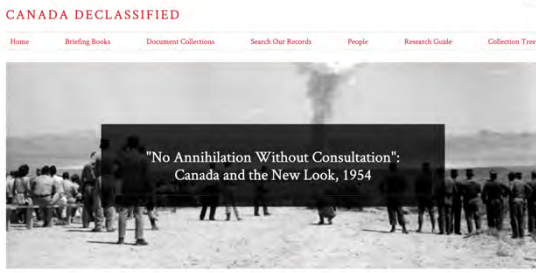 CANADA DECLASSIFIED
Home Briefing Books Document Collections Search Our Records People Research Guide Collection Tree
"No Annihilation Without Consultation":
Canada and the New Look, 1954